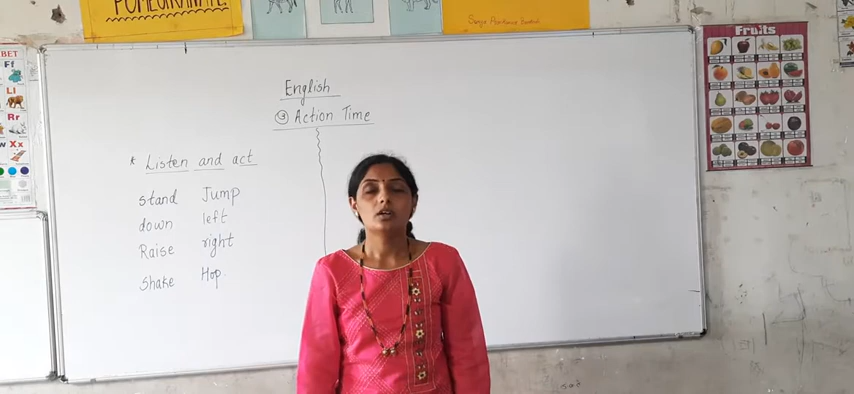 POMEGRANATE
English
③ Action Time
* Listen and act
stand Jump
down left
Raise right
Shake Hop.
Fruits
BET
Ff
Ll
Rr
Xx